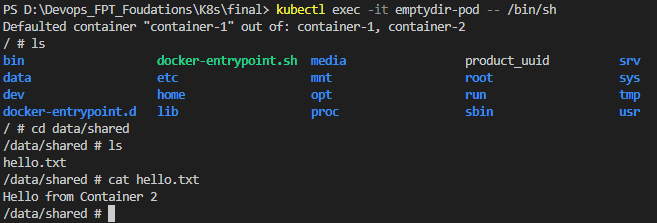 PS D:\Devops_FPT_Foudations\K8s\final> kubectl exec -it emptydir-pod -- /bin/sh
Defaulted container "container-1" out of: container-1, container-2
/ # ls
bin docker-entrypoint.sh media product_uuid srv
data etc mnt root sys
dev home opt run tmp
docker-entrypoint.d lib proc sbin usr
/ # cd data/shared
/data/shared # ls
hello.txt
/data/shared # cat hello.txt
Hello from Container 2
/data/shared #